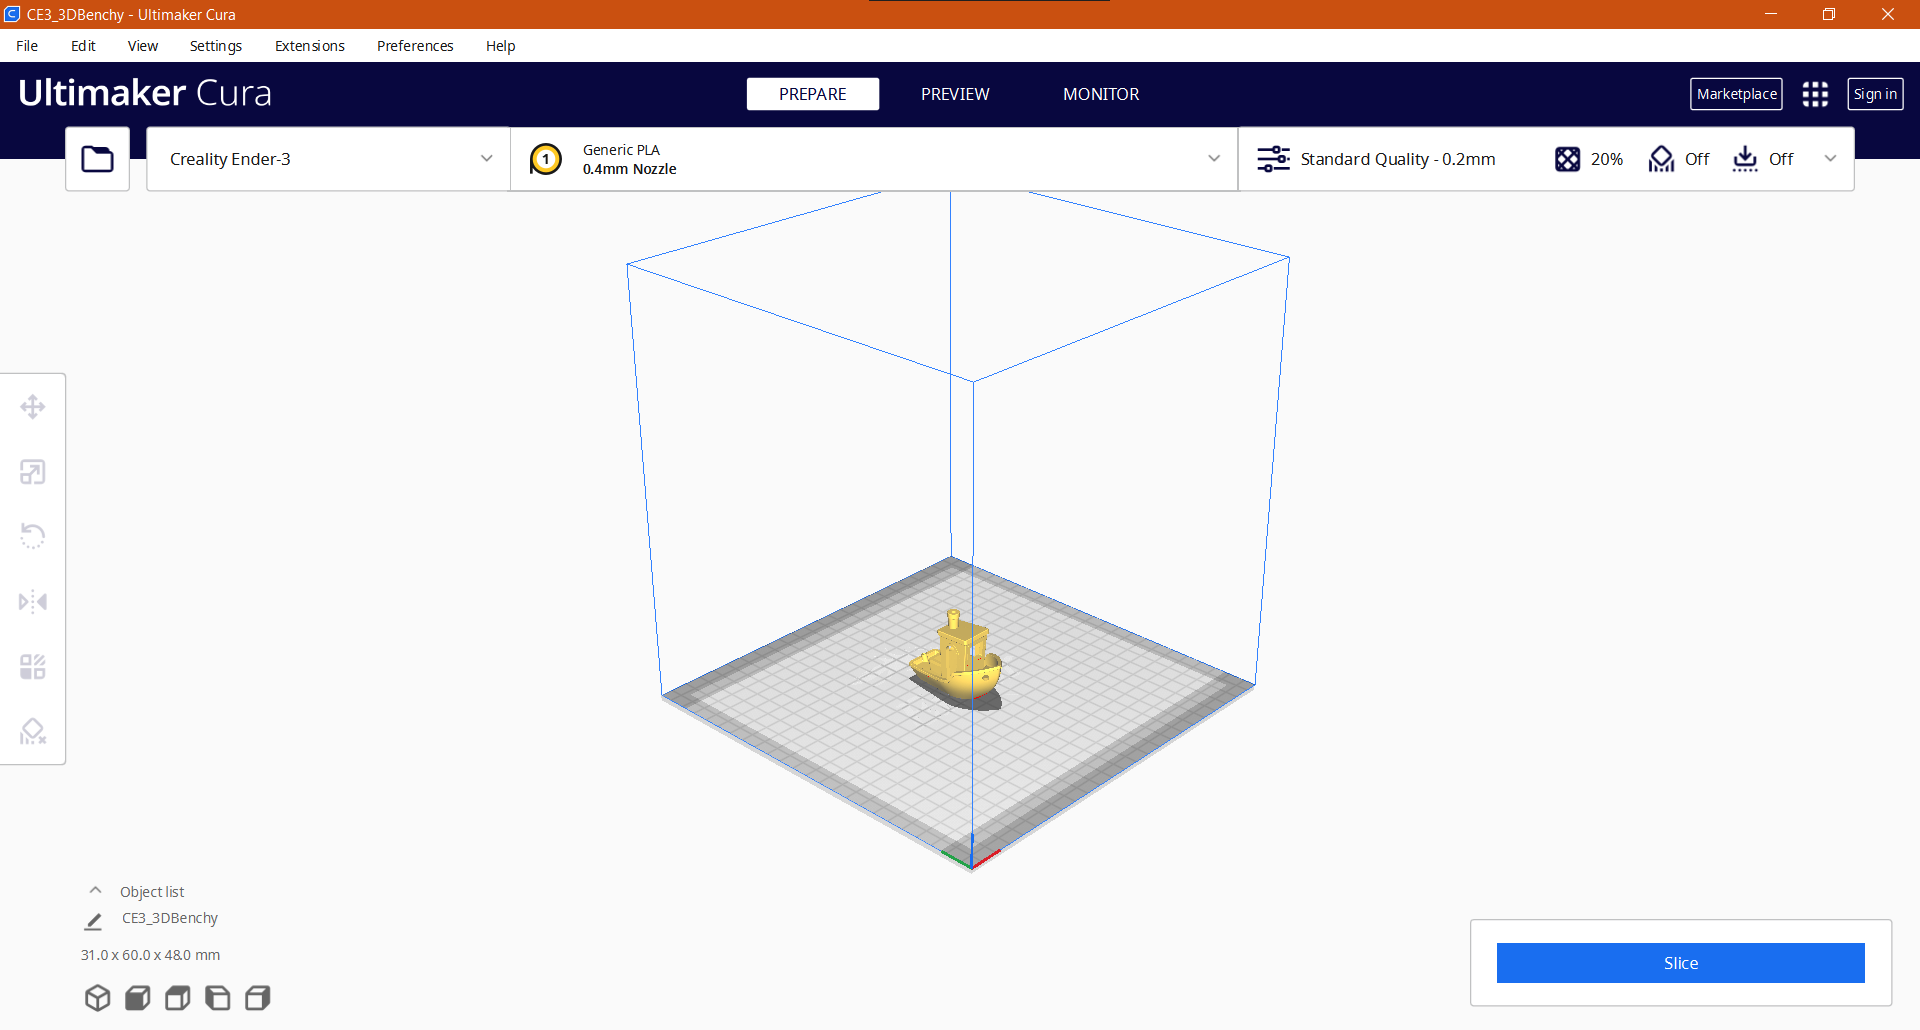 CE3_3DBenchy - Ultimaker Cura
File Edit View Settings Extensions Preferences Help
Ultimaker Cura
PREPARE PREVIEW MONITOR
Marketplace
Sign in
Creality Ender-3
1
Generic PLA
0.4mm Nozzle
Standard Quality - 0.2mm
20%
Off
Off
Object list
CE3_3DBenchy
31.0 x 60.0 x 48.0 mm
Slice